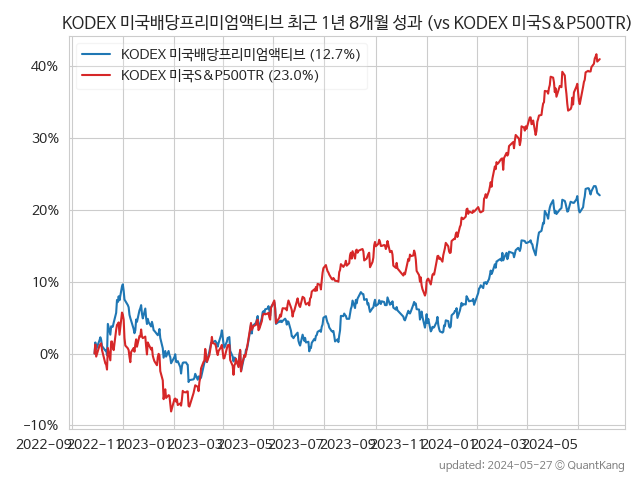 KODEX 미국배당프리미엄액티브 최근 1년 8개월 성과 (vs KODEX 미국S&P500TR)
KODEX 미국배당프리미엄액티브 (12.7%)
KODEX 미국S&P500TR (23.0%)
40%
30%
20%
10%
0%
−10%
2022-09 2022-11 2023-01 2023-03 2023-05 2023-07 2023-09 2023-11 2024-01 2024-03 2024-05
updated: 2024-05-27 © QuantKang